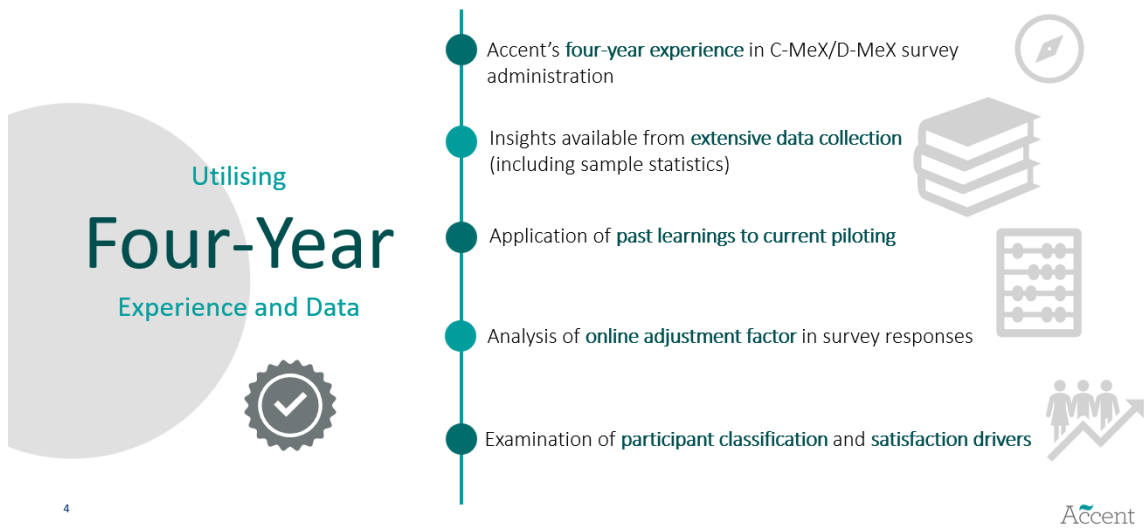 Utilising
Four-Year
Experience and Data
Accent’s four-year experience in C-MeX/D-MeX survey
administration
Insights available from extensive data collection
(including sample statistics)
Application of past learnings to current piloting
Analysis of online adjustment factor in survey responses
Examination of participant classification and satisfaction drivers
4
Accent